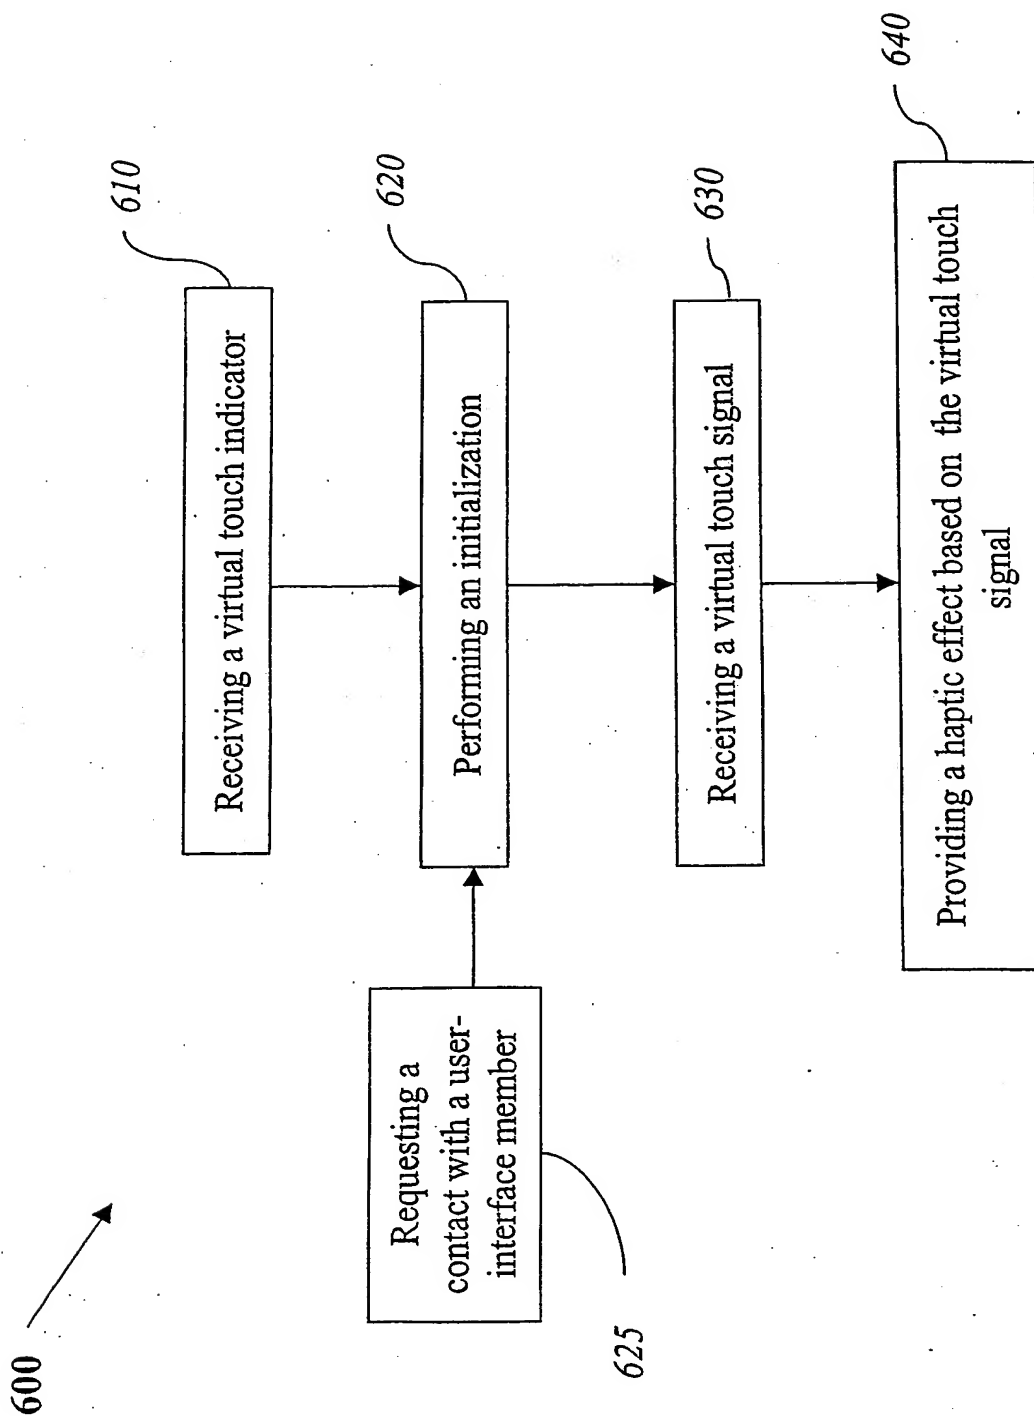 600
610
Receiving a virtual touch indicator
620
Performing an initialization
Requesting a
contact with a user-
interface member
625
630
Receiving a virtual touch signal
640
Providing a haptic effect based on the virtual touch
signal